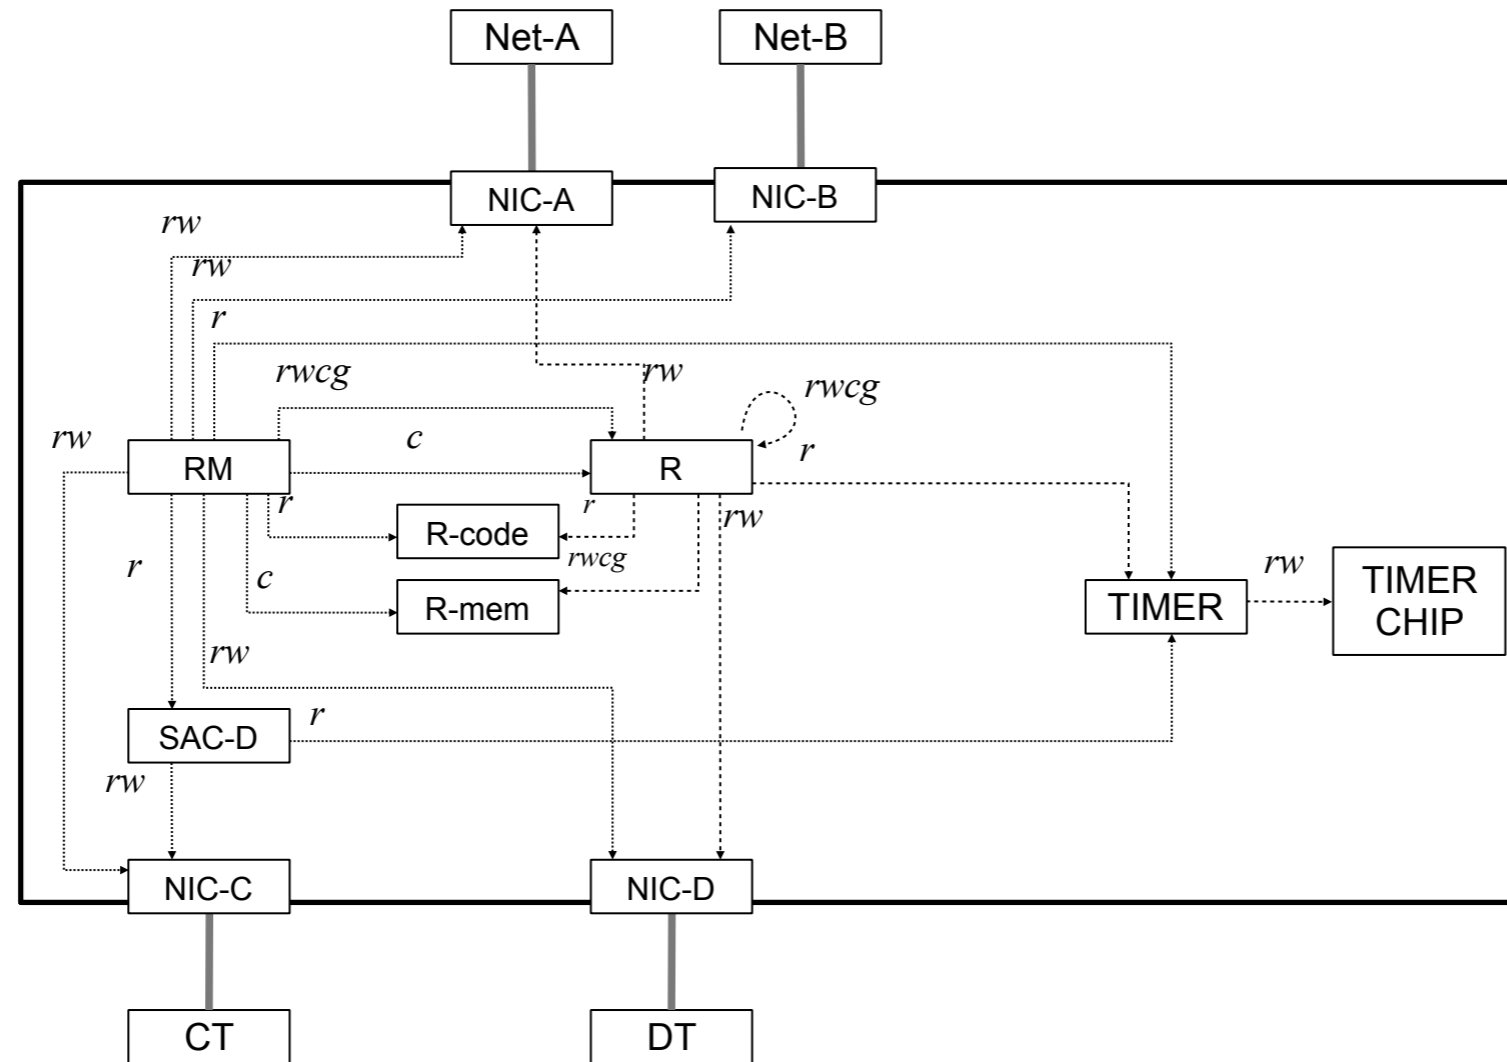 Net-A
Net-B
NIC-A
NIC-B
rw
rw
r
rwcg
rw
rwcg
rw
c
r
RM
R
r
r
rw
R-code
rwcg
r
c
R-mem
rw
TIMER
CHIP
TIMER
rw
r
SAC-D
rw
NIC-C
NIC-D
CT
DT